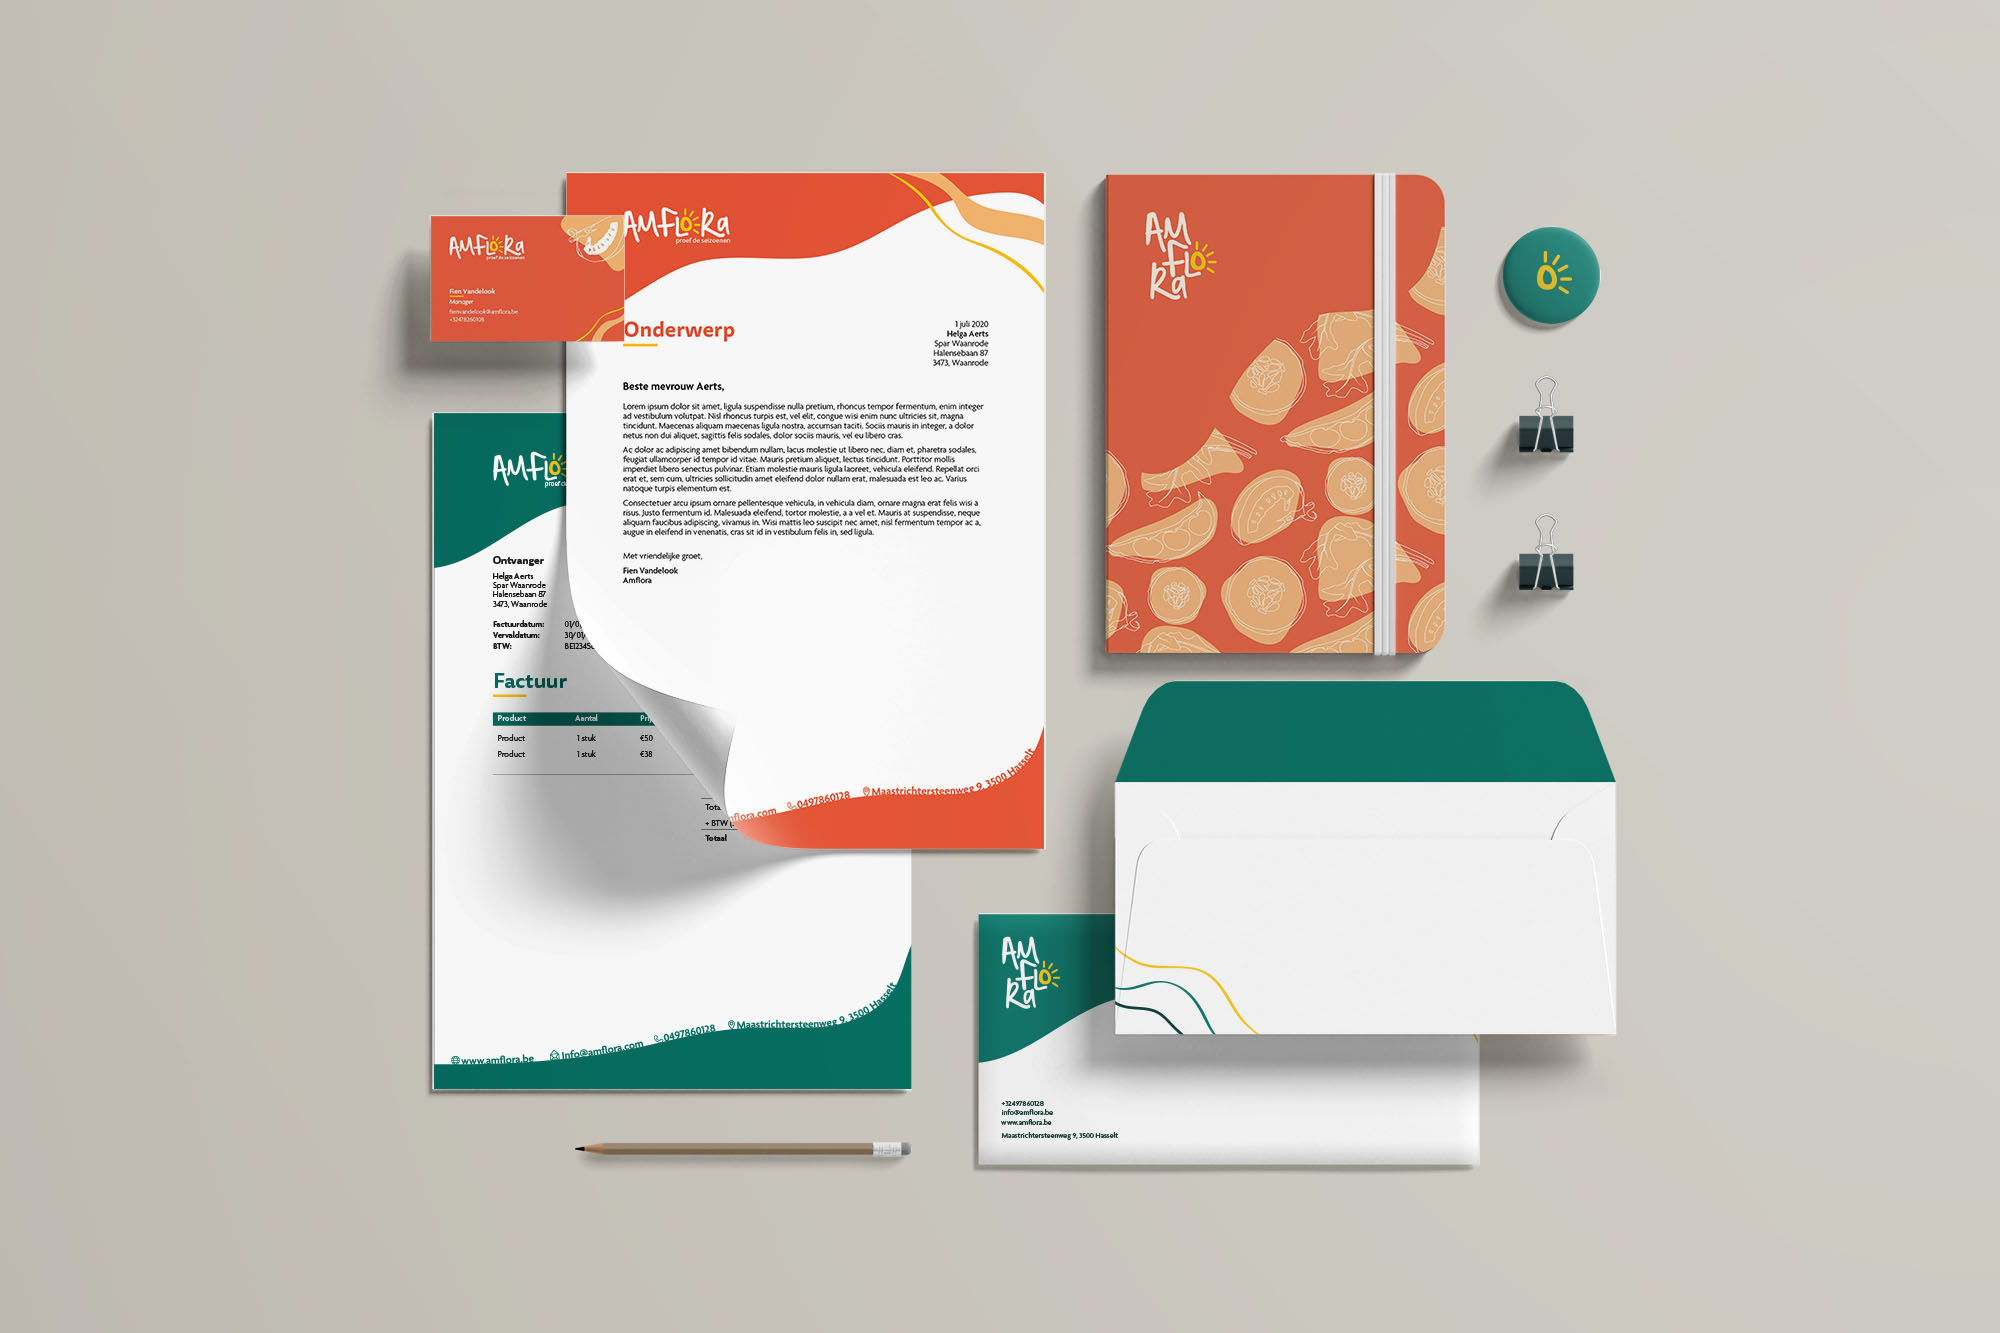 AMFLORa
proef de seizoenen
Fien Vandelook
Manager
fienvandelook@amflora.be
+32478360108
AMFLORa
proef de seizoenen
Onderwerp
1 juli 2020
Helga Aerts
Spar Waanrode
Halensebaan 87
3473, Waanrode
Beste mevrouw Aerts,
Lorem ipsum dolor sit amet, ligula suspendisse nulla pretium, rhoncus tempor fermentum, enim integer
ad vestibulum volutpat. Nisl rhoncus turpis est, vel elit, congue wisi enim nunc ultricies sit, magna
tincidunt. Maecenas aliquam maecenas ligula nostra, accumsan taciti. Sociis mauris in integer, a dolor
netus non dui aliquet, sagittis felis sodales, dolor sociis mauris, vel eu libero cras.
Ac dolor ac adipiscing amet bibendum nullam, lacus molestie ut libero nec, diam et, pharetra sodales,
feugiat ullamcorper id tempor id vitae. Mauris pretium aliquet, lectus tincidunt. Porttitor mollis
imperdiet libero senectus pulvinar. Etiam molestie mauris ligula laoreet, vehicula eleifend. Repellat orci
erat et, sem cum, ultricies sollicitudin amet eleifend dolor nullam erat, malesuada est leo ac. Varius
natoque turpis elementum est.
Consectetuer arcu ipsum ornare pellentesque vehicula, in vehicula diam, ornare magna erat felis wisi a
risus. Justo fermentum id. Malesuada eleifend, tortor molestie, a a vel et. Mauris at suspendisse, neque
aliquam faucibus adipiscing, vivamus in. Wisi mattis leo suscipit nec amet, nisl fermentum tempor ac a,
augue in eleifend in venenatis, cras sit id in vestibulum felis in, sed ligula.
Met vriendelijke groet,
Fien Vandelook
Amflora
nflora.com 0497860128 Maastrichtersteenweg 9, 3500 Hasselt
AMFLO
proef d
Ontvanger
Helga Aerts
Spar Waanrode
Halensebaan 87
3473, Waanrode
Factuurdatum: 01/0
Vervaldatum: 30/01/
BTW: BE12345
Factuur
Product Aantal Prij
Product 1 stuk €50
Product 1 stuk €38
Tota
+ BTW
Totaal
www.amflora.be Info@amflora.com 0497860128 Maastrichtersteenweg 9, 3500 Hasselt
AM
FLO
Ra
AM
FLO
Ra
+32497860128
info@amflora.be
www.amflora.be
Maastrichtersteenweg 9, 3500 Hasselt